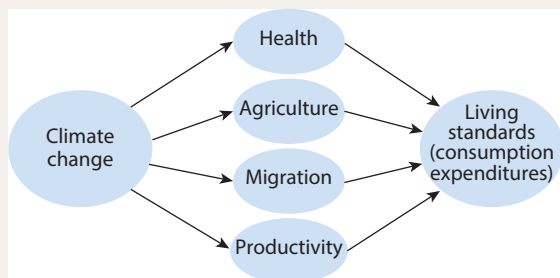 Climate
change
Health
Agriculture
Migration
Productivity
Living
standards
(consumption
expenditures)